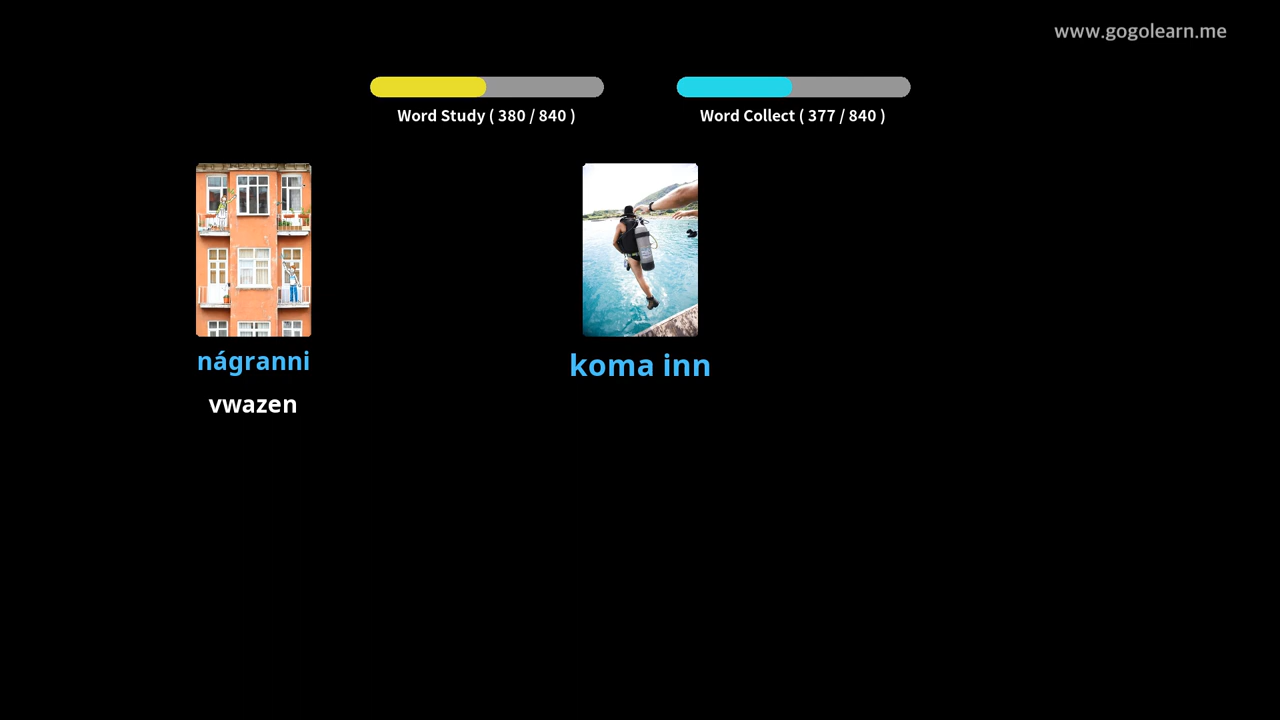 www.gogolearn.me
Word Study ( 380 / 840 )
Word Collect ( 377 / 840 )
nágranni
vwazen
koma inn